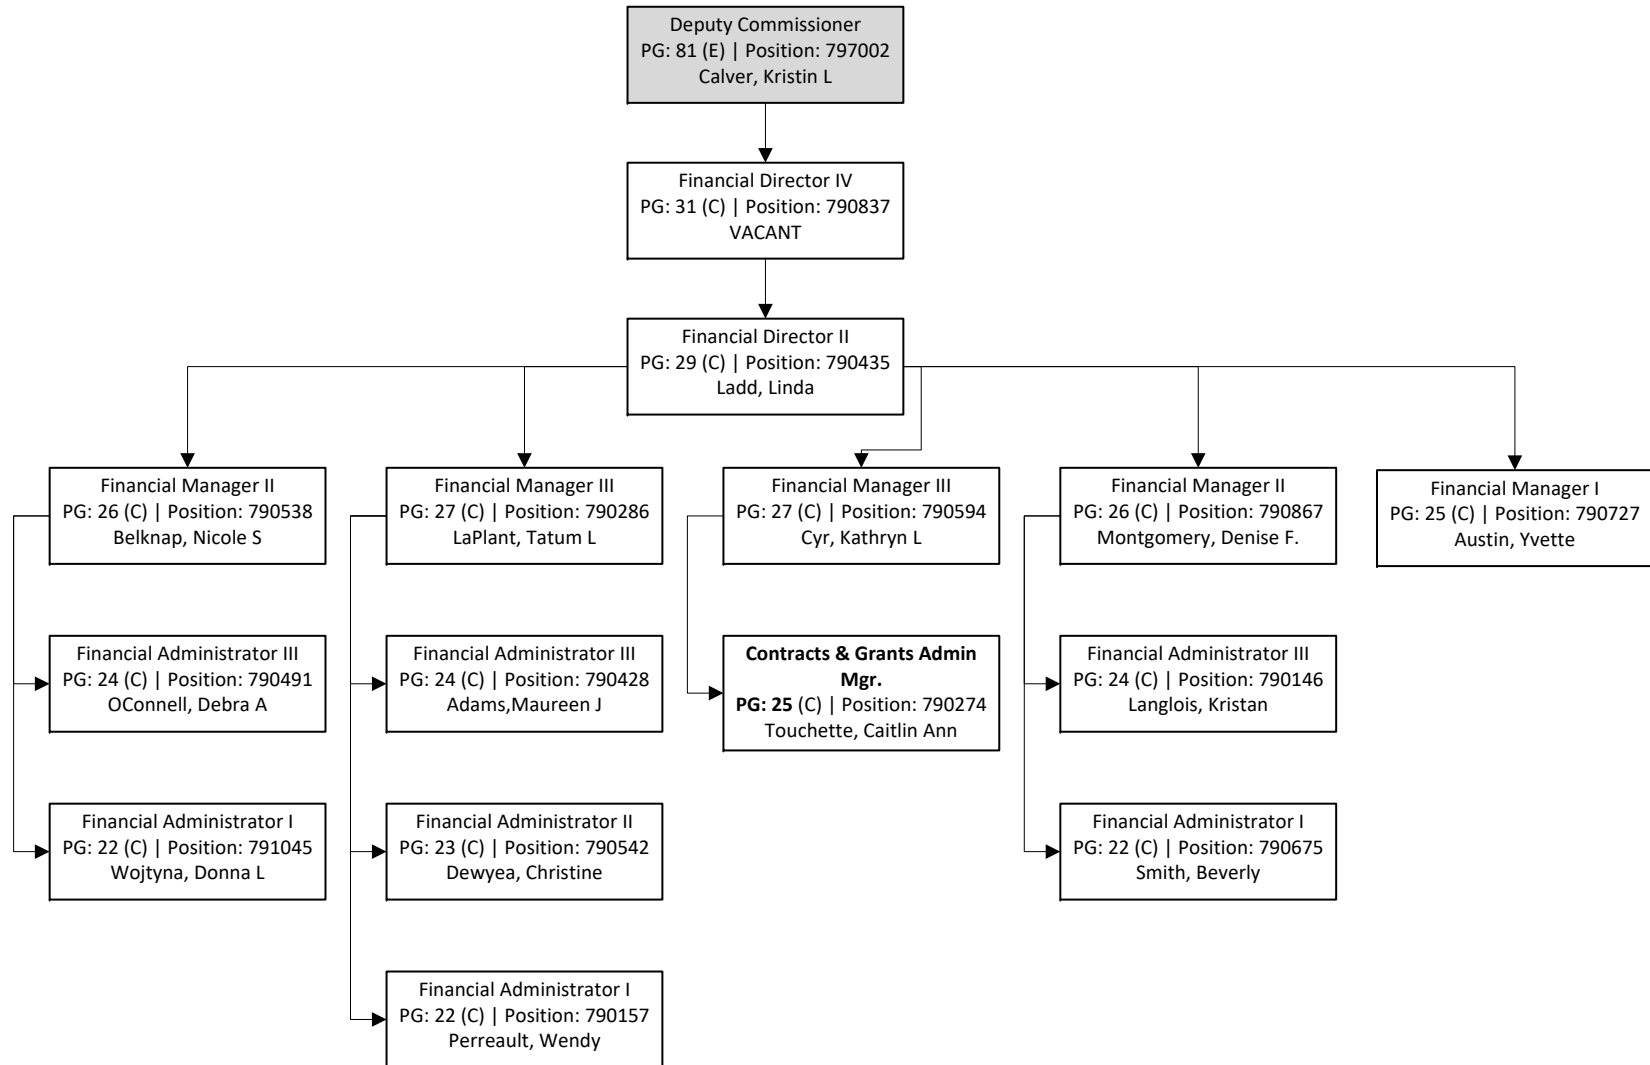 Deputy Commissioner
PG: 81 (E) | Position: 797002
Calver, Kristin L
Financial Director IV
PG: 31 (C) | Position: 790837
VACANT
Financial Director II
PG: 29 (C) | Position: 790435
Ladd, Linda
Financial Manager II
PG: 26 (C) | Position: 790538
Belknap, Nicole S
Financial Manager III
PG: 27 (C) | Position: 790286
LaPlant, Tatum L
Financial Manager III
PG: 27 (C) | Position: 790594
Cyr, Kathryn L
Financial Manager II
PG: 26 (C) | Position: 790867
Montgomery, Denise F.
Financial Manager I
PG: 25 (C) | Position: 790727
Austin, Yvette
Financial Administrator III
PG: 24 (C) | Position: 790491
OConnell, Debra A
Financial Administrator III
PG: 24 (C) | Position: 790428
Adams,Maureen J
Contracts & Grants Admin
Mgr.
PG: 25 (C) | Position: 790274
Touchette, Caitlin Ann
Financial Administrator III
PG: 24 (C) | Position: 790146
Langlois, Kristan
Financial Administrator I
PG: 22 (C) | Position: 791045
Wojtyna, Donna L
Financial Administrator II
PG: 23 (C) | Position: 790542
Dewyea, Christine
Financial Administrator I
PG: 22 (C) | Position: 790675
Smith, Beverly
Financial Administrator I
PG: 22 (C) | Position: 790157
Perreault, Wendy